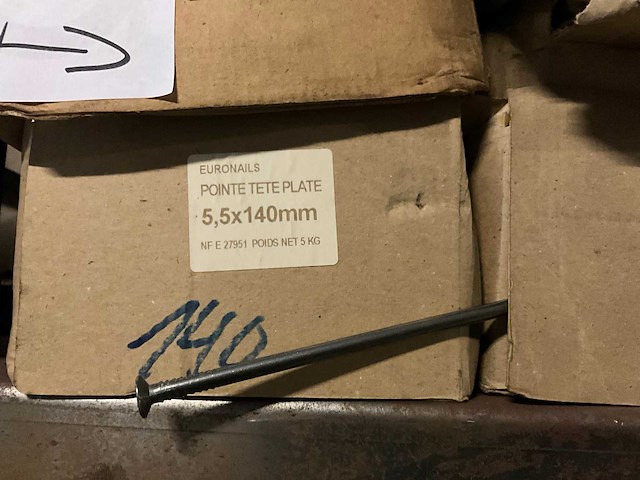 EURONAILS
POINTE TETE PLATE
5,5x140mm
NF E 27951 POIDS NET 5 KG
140